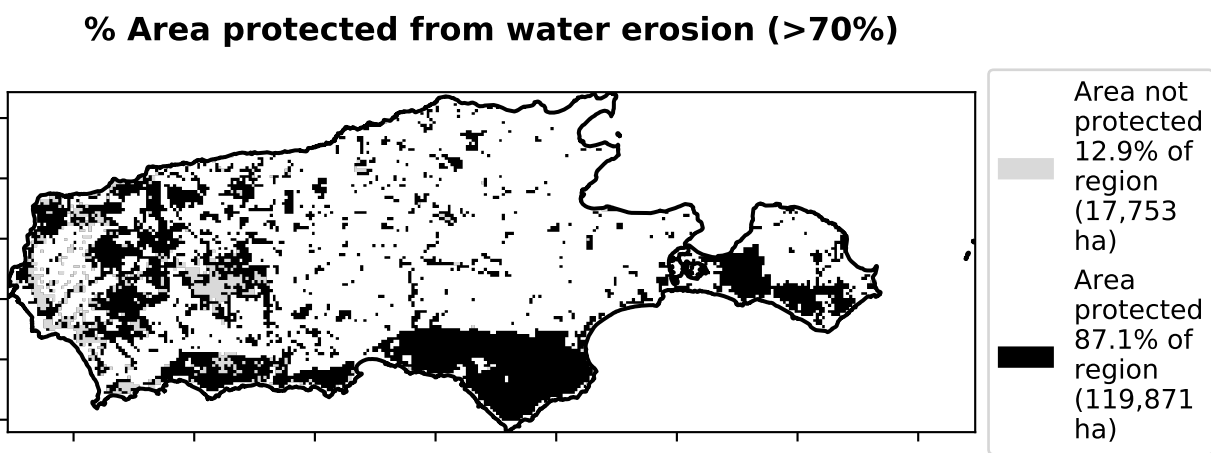 % Area protected from water erosion (>70%)
Area not
protected
12.9% of
region
(17,753
ha)
Area
protected
87.1% of
region
(119,871
ha)